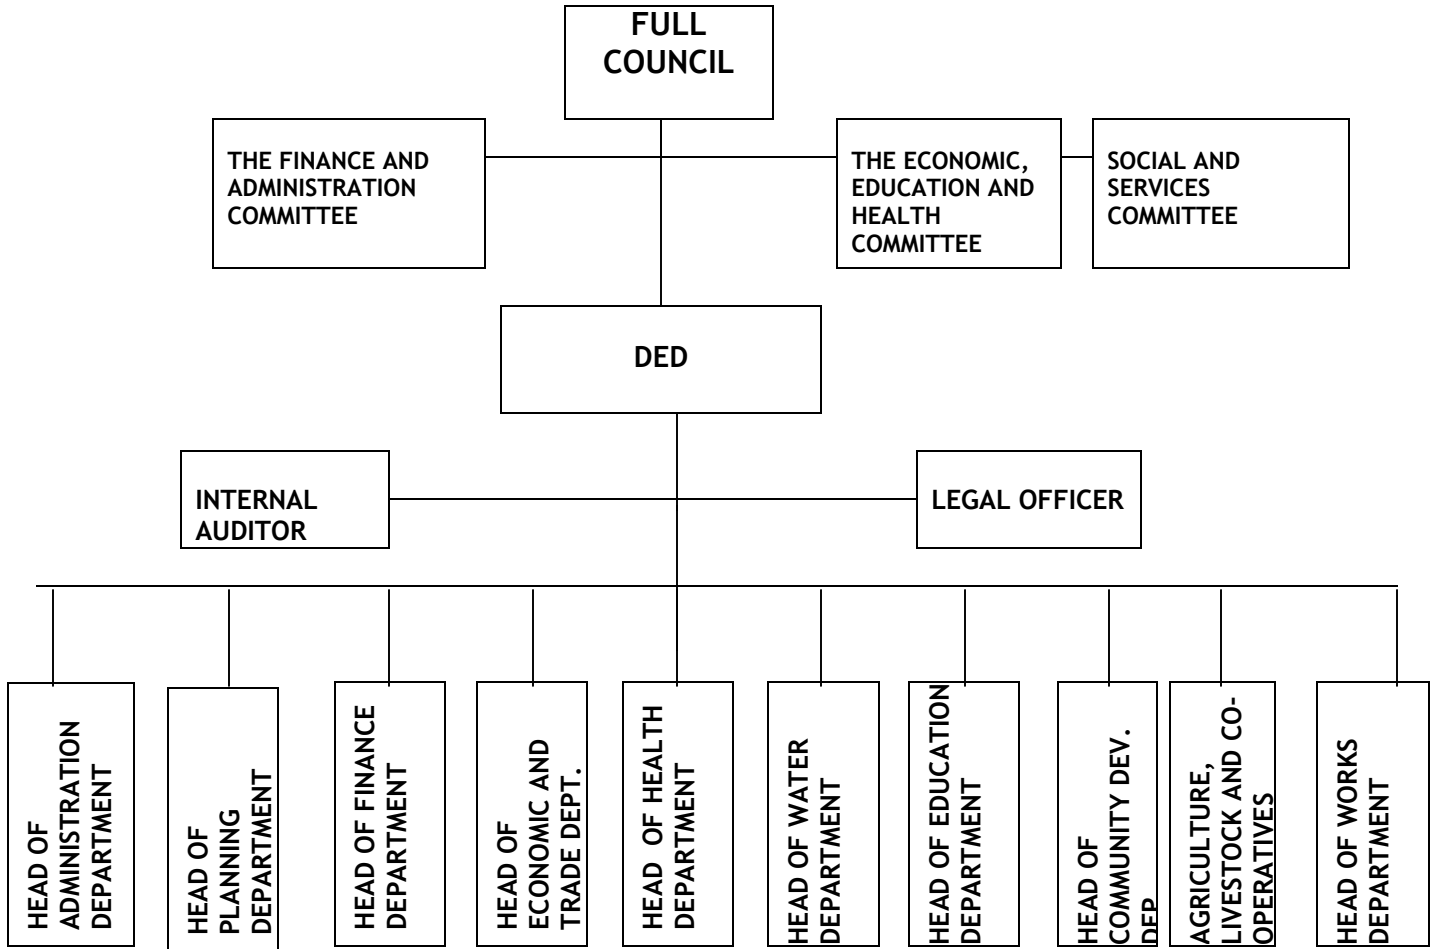 FULL
COUNCIL
THE FINANCE AND
ADMINISTRATION
COMMITTEE
THE ECONOMIC,
EDUCATION AND
HEALTH
COMMITTEE
SOCIAL AND
SERVICES
COMMITTEE
DED
INTERNAL
AUDITOR
LEGAL OFFICER
HEAD OF
ADMINISTRATION
DEPARTMENT
HEAD OF
PLANNING
DEPARTMENT
HEAD OF FINANCE
DEPARTMENT
HEAD OF
ECONOMIC AND
TRADE DEPT.
HEAD OF HEALTH
DEPARTMENT
HEAD OF WATER
DEPARTMENT
HEAD OF EDUCATION
DEPARTMENT
HEAD OF
COMMUNITY DEV.
DEP
AGRICULTURE,
LIVESTOCK AND CO-
OPERATIVES
HEAD OF WORKS
DEPARTMENT